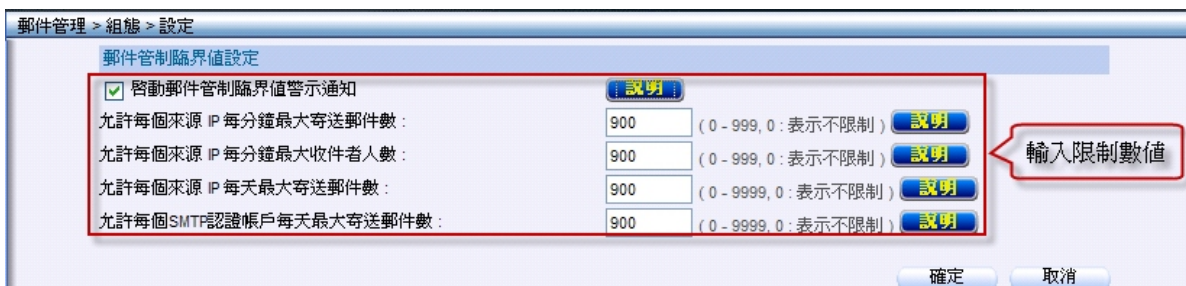 郵件管理 > 組態 > 設定
郵件管制臨界值設定
啓動郵件管制臨界值警示通知 說明
允許每個來源 IP 每分鐘最大寄送郵件數 : 900 ( 0 - 999, 0 : 表示不限制 ) 說明
允許每個來源 IP 每分鐘最大收件者人數 : 900 ( 0 - 999, 0 : 表示不限制 ) 說明
輸入限制數值
允許每個來源 IP 每天最大寄送郵件數 : 900 ( 0 - 9999, 0 : 表示不限制 ) 說明
允許每個SMTP認證帳戶每天最大寄送郵件數 : 900 ( 0 - 9999, 0 : 表示不限制 ) 說明
確定 取消